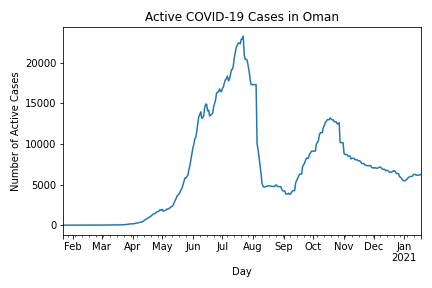 Active COVID-19 Cases in Oman
Number of Active Cases
20000
15000
10000
5000
0
Feb Mar Apr May Jun Jul Aug Sep Oct Nov Dec Jan
2021
Day